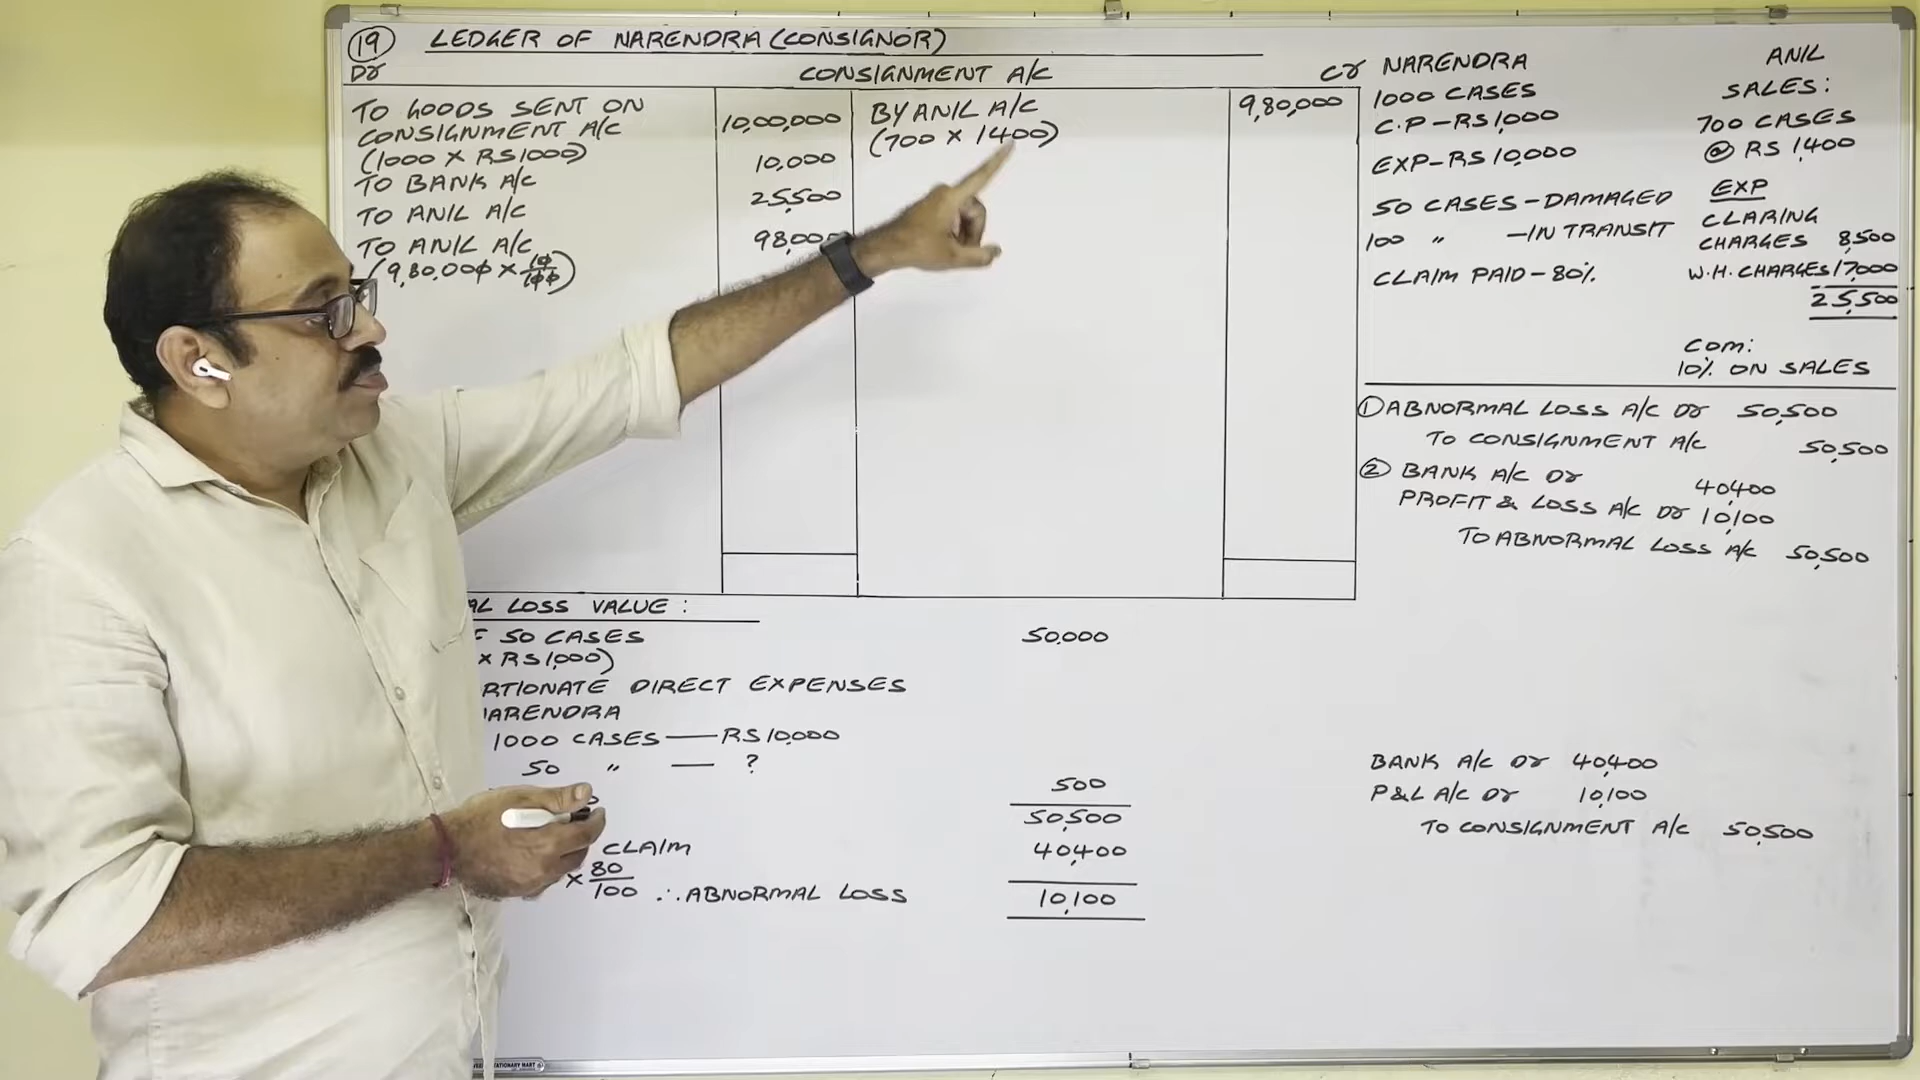 19 LEDGER OF NARENDRA (CONSIGNOR)
Dr CONSIGNMENT A/C Cr
TO GOODS SENT ON
CONSIGNMENT A/C 10,00,000
(1000 X RS 1000)
TO BANK A/C 10,000
TO ANIL A/C 25,500
TO ANIL A/C 98,000
(9,80,000 X 10/100)
BY ANIL A/C 9,80,000
(700 X 1400)
NARENDRA
1000 CASES
C.P - RS 1,000
EXP - RS 10,000
50 CASES - DAMAGED
100 " - IN TRANSIT
CLAIM PAID - 80%
ANIL
SALES:
700 CASES
@ RS 1,400
EXP
CLARING
CHARGES 8,500
W.H. CHARGES 17,000
25,500
COM:
10% ON SALES
① ABNORMAL LOSS A/C Dr 50,500
TO CONSIGNMENT A/C 50,500
② BANK A/C Dr 40,400
PROFIT & LOSS A/C Dr 10,100
TO ABNORMAL LOSS A/C 50,500
AL LOSS VALUE :
50 CASES 50,000
X RS 1,000)
RTIONATE DIRECT EXPENSES
ARENDRA
1000 CASES — RS 10,000
50 " — ?
500
50,500
CLAIM 40,400
X 80/100 ∴ ABNORMAL LOSS 10,100
BANK A/C Dr 40,400
P&L A/C Dr 10,100
TO CONSIGNMENT A/C 50,500